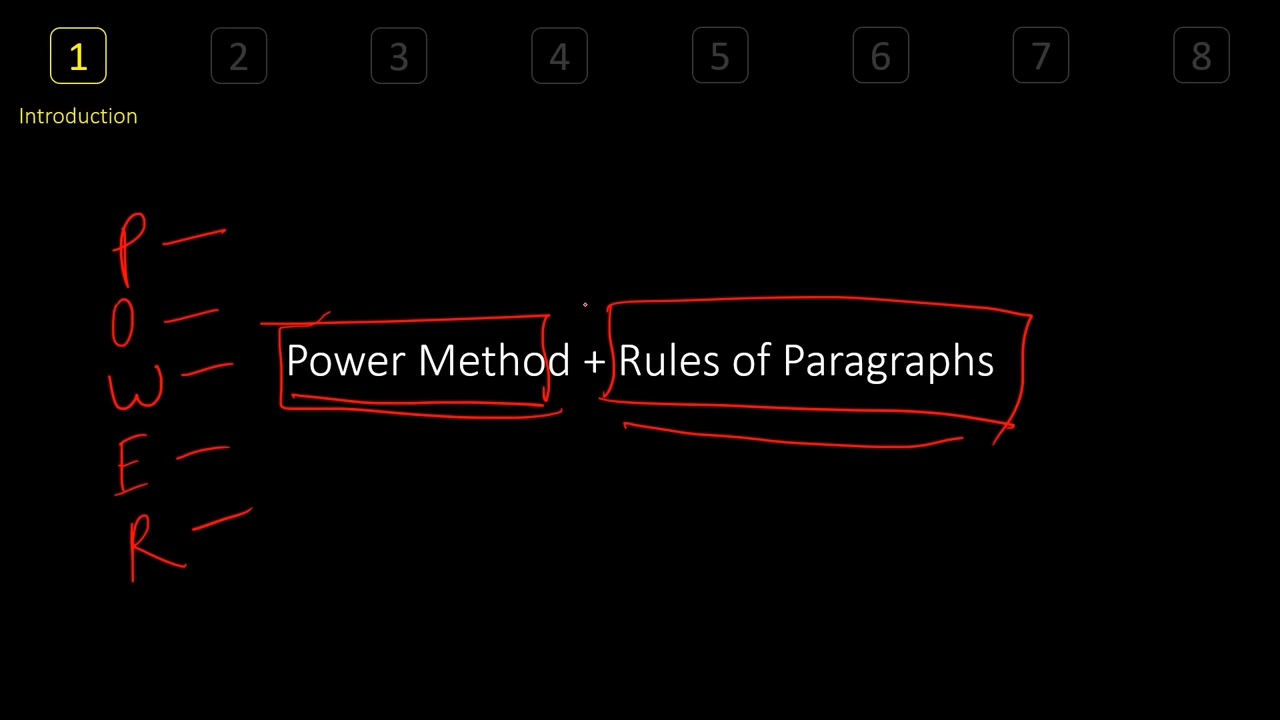 1 2 3 4 5 6 7 8
Introduction
P —
O —
Power Method + Rules of Paragraphs
W —
E —
R —